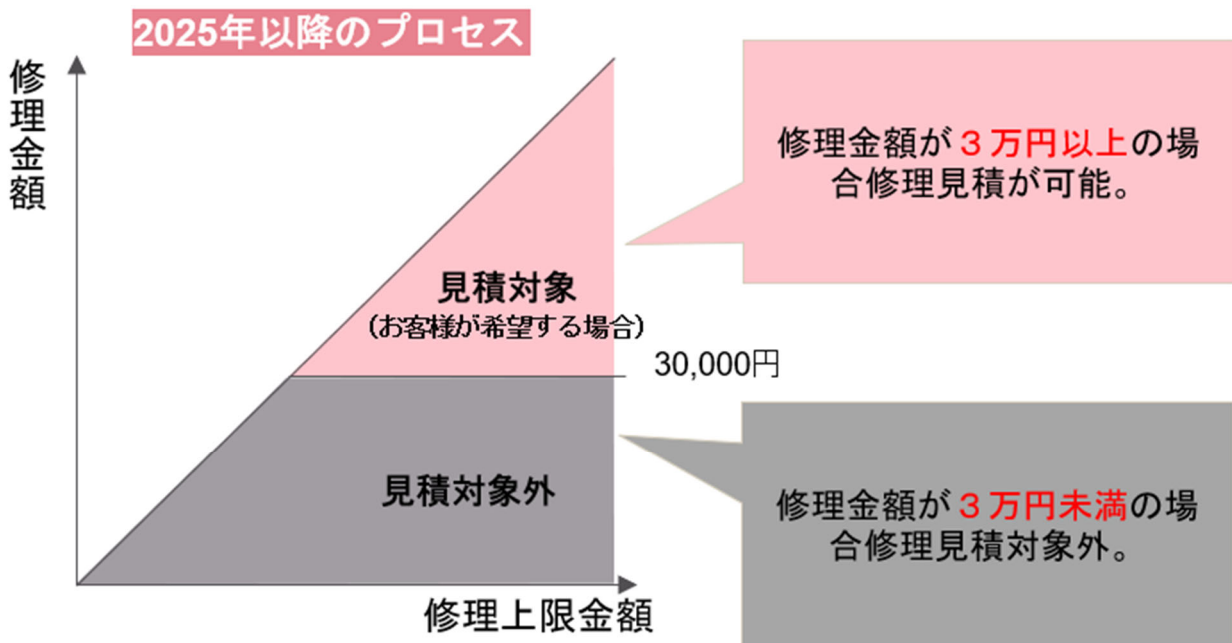 2025年以降のプロセス
修理金額
修理金額が３万円以上の場
合修理見積が可能。
見積対象
(お客様が希望する場合)
30,000円
見積対象外
修理金額が３万円未満の場
合修理見積対象外。
修理上限金額